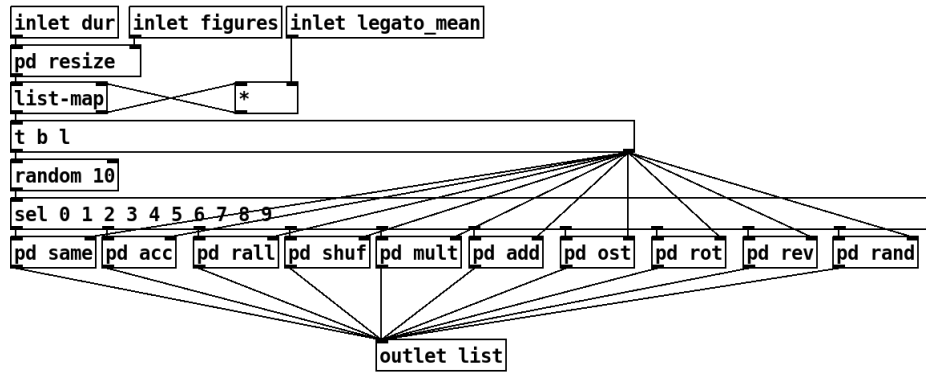 inlet dur inlet figures inlet legato_mean
pd resize
list-map *
t b l
random 10
sel 0 1 2 3 4 5 6 7 8 9
pd same pd acc pd rall pd shuf pd mult pd add pd ost pd rot pd rev pd rand
outlet list